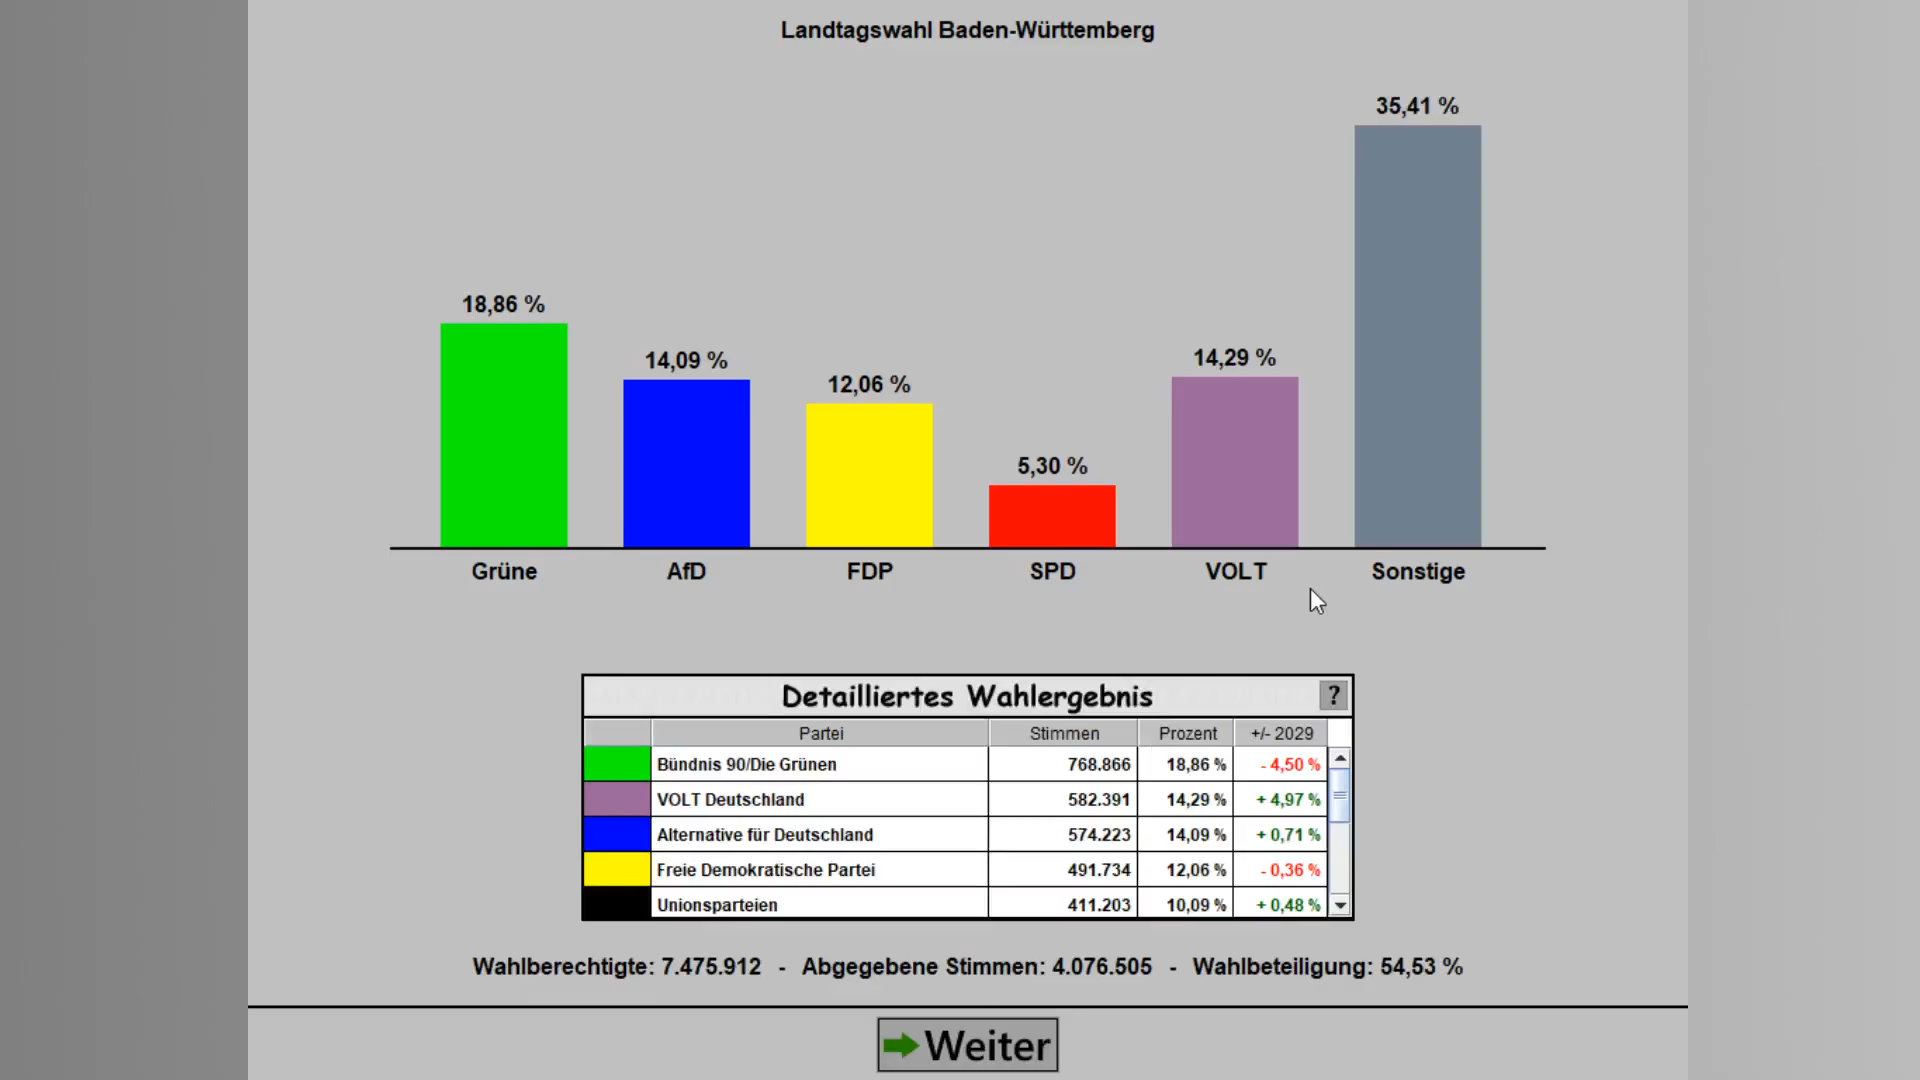 Landtagswahl Baden-Württemberg
35,41 %
18,86 %
14,09 %
12,06 %
5,30 %
14,29 %
Grüne AfD FDP SPD VOLT Sonstige
Detailliertes Wahlergebnis ?
Partei Stimmen Prozent +/- 2029
Bündnis 90/Die Grünen 768.866 18,86 % - 4,50 %
VOLT Deutschland 582.391 14,29 % + 4,97 %
Alternative für Deutschland 574.223 14,09 % + 0,71 %
Freie Demokratische Partei 491.734 12,06 % - 0,36 %
Unionsparteien 411.203 10,09 % + 0,48 %
Wahlberechtigte: 7.475.912 - Abgegebene Stimmen: 4.076.505 - Wahlbeteiligung: 54,53 %
Weiter